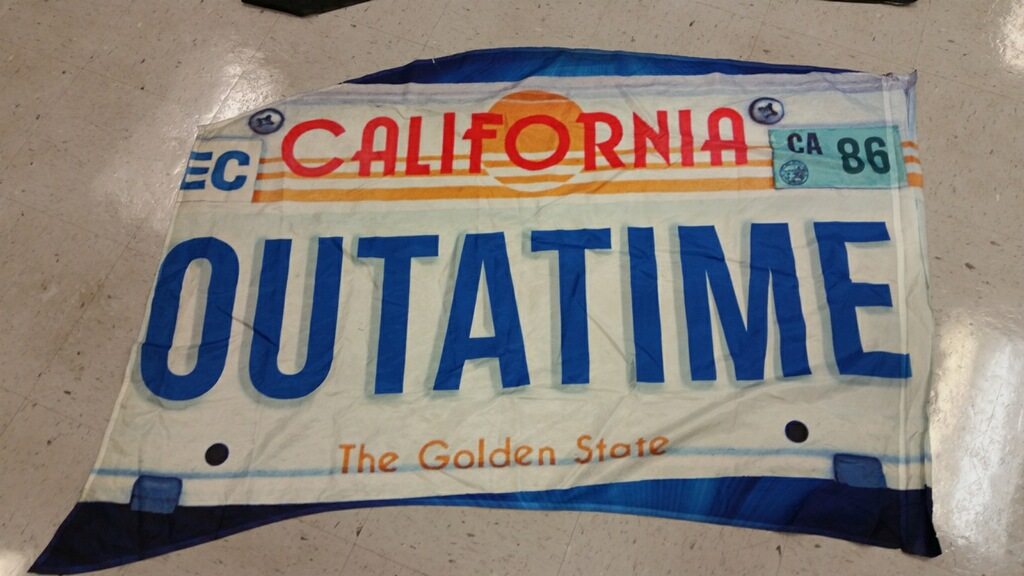 CALIFORNIA
EC
CA 86
OUTATIME
The Golden State